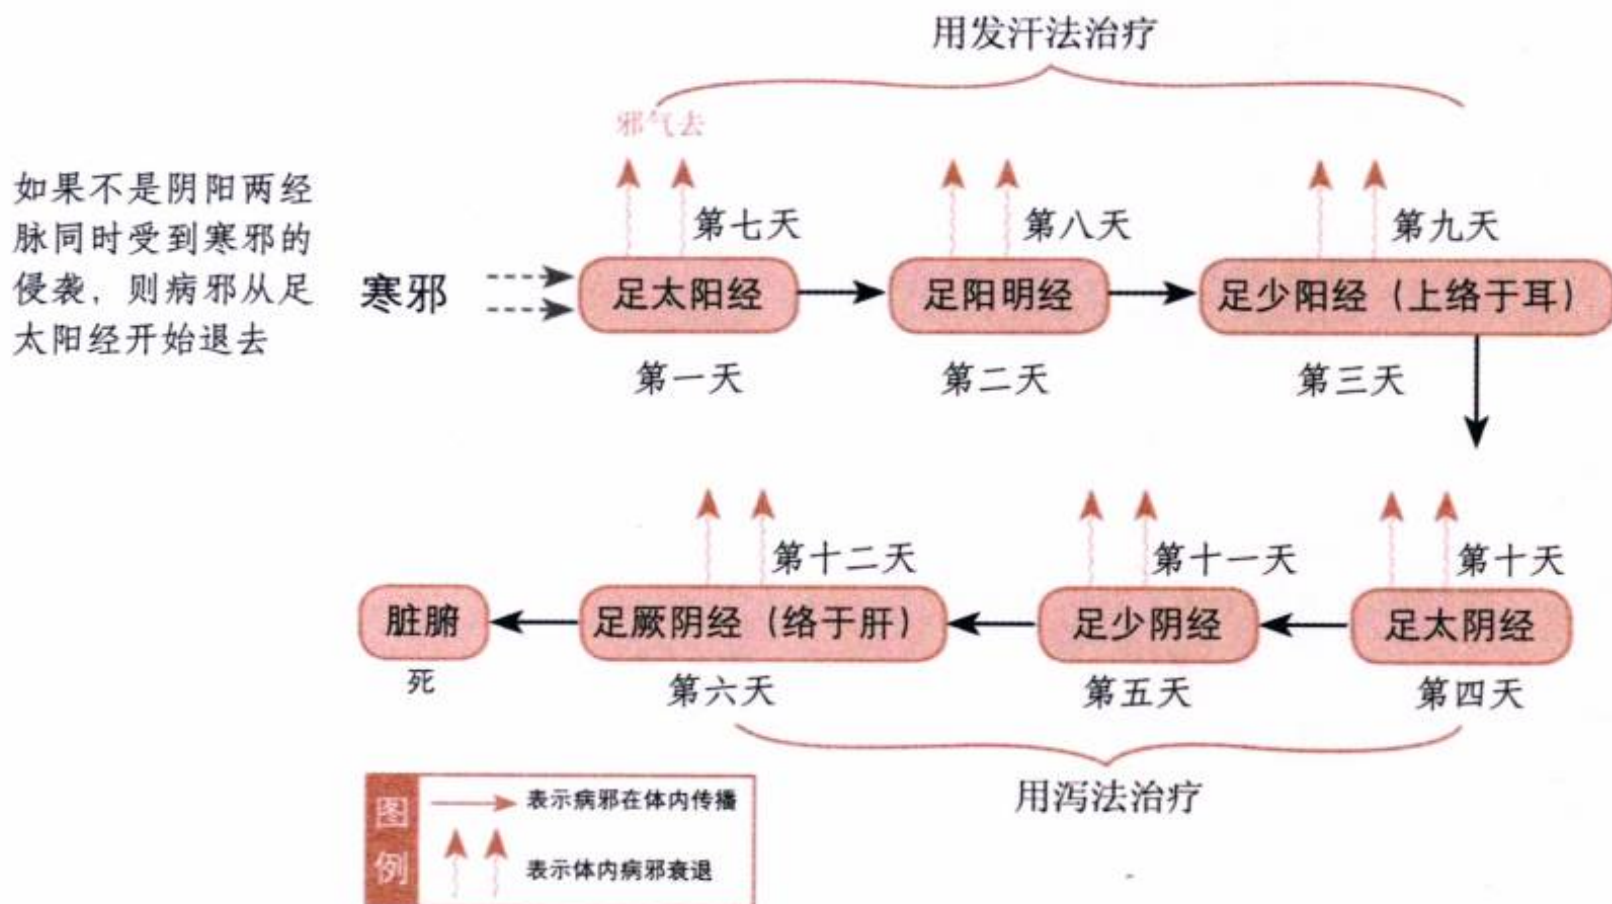 用发汗法治疗
邪气去
如果不是阴阳两经
脉同时受到寒邪的
侵袭，则病邪从足
太阳经开始退去
寒邪
第七天
第八天
第九天
足太阳经
足阳明经
足少阳经（上络于耳）
第一天
第二天
第三天
第十二天
第十一天
第十天
脏腑
足厥阴经（络于肝）
足少阴经
足太阴经
死
第六天
第五天
第四天
用泻法治疗
图例
表示病邪在体内传播
表示体内病邪衰退